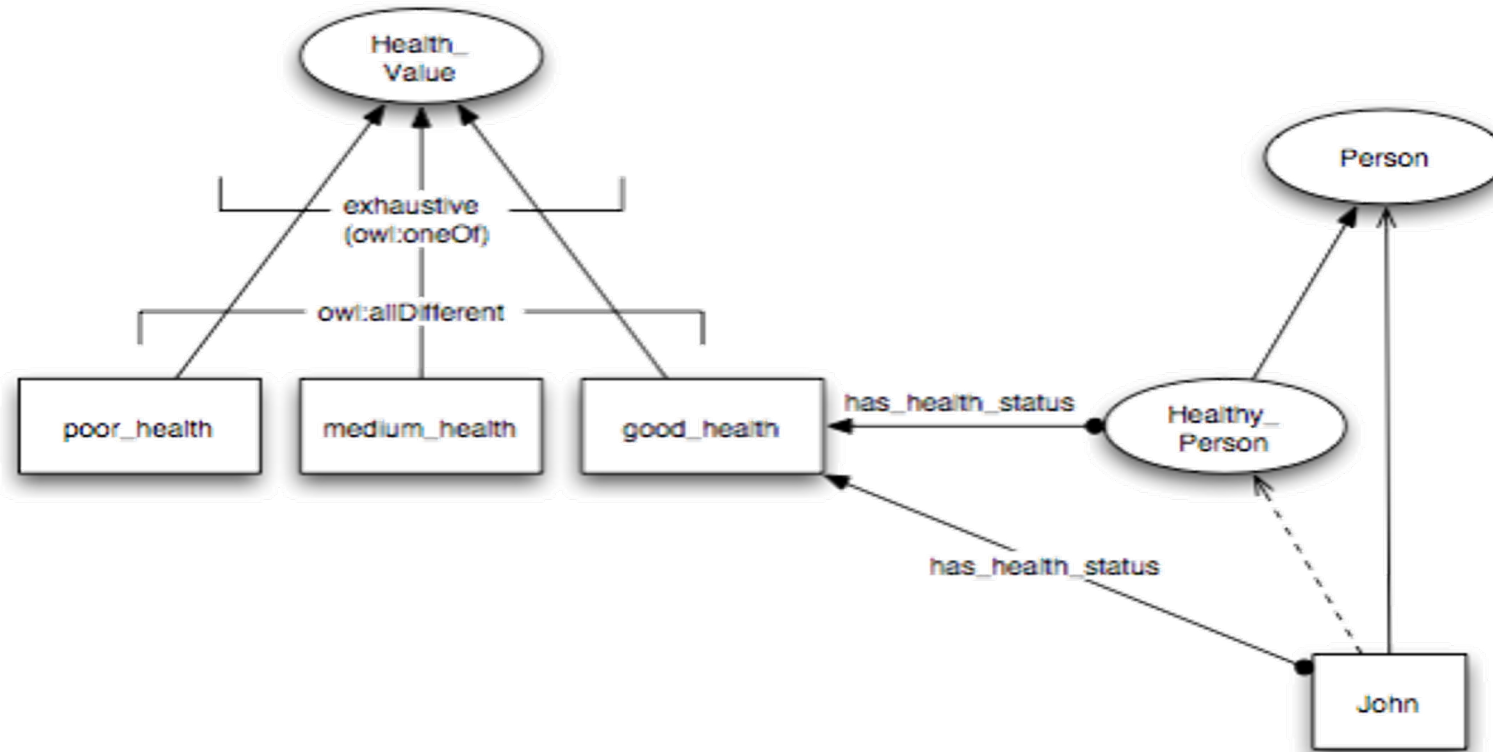 Health_
Value
Person
exhaustive
(owl:oneOf)
owl:allDifferent
poor_health
medium_health
good_health
has_health_status
Healthy_
Person
has_health_status
John